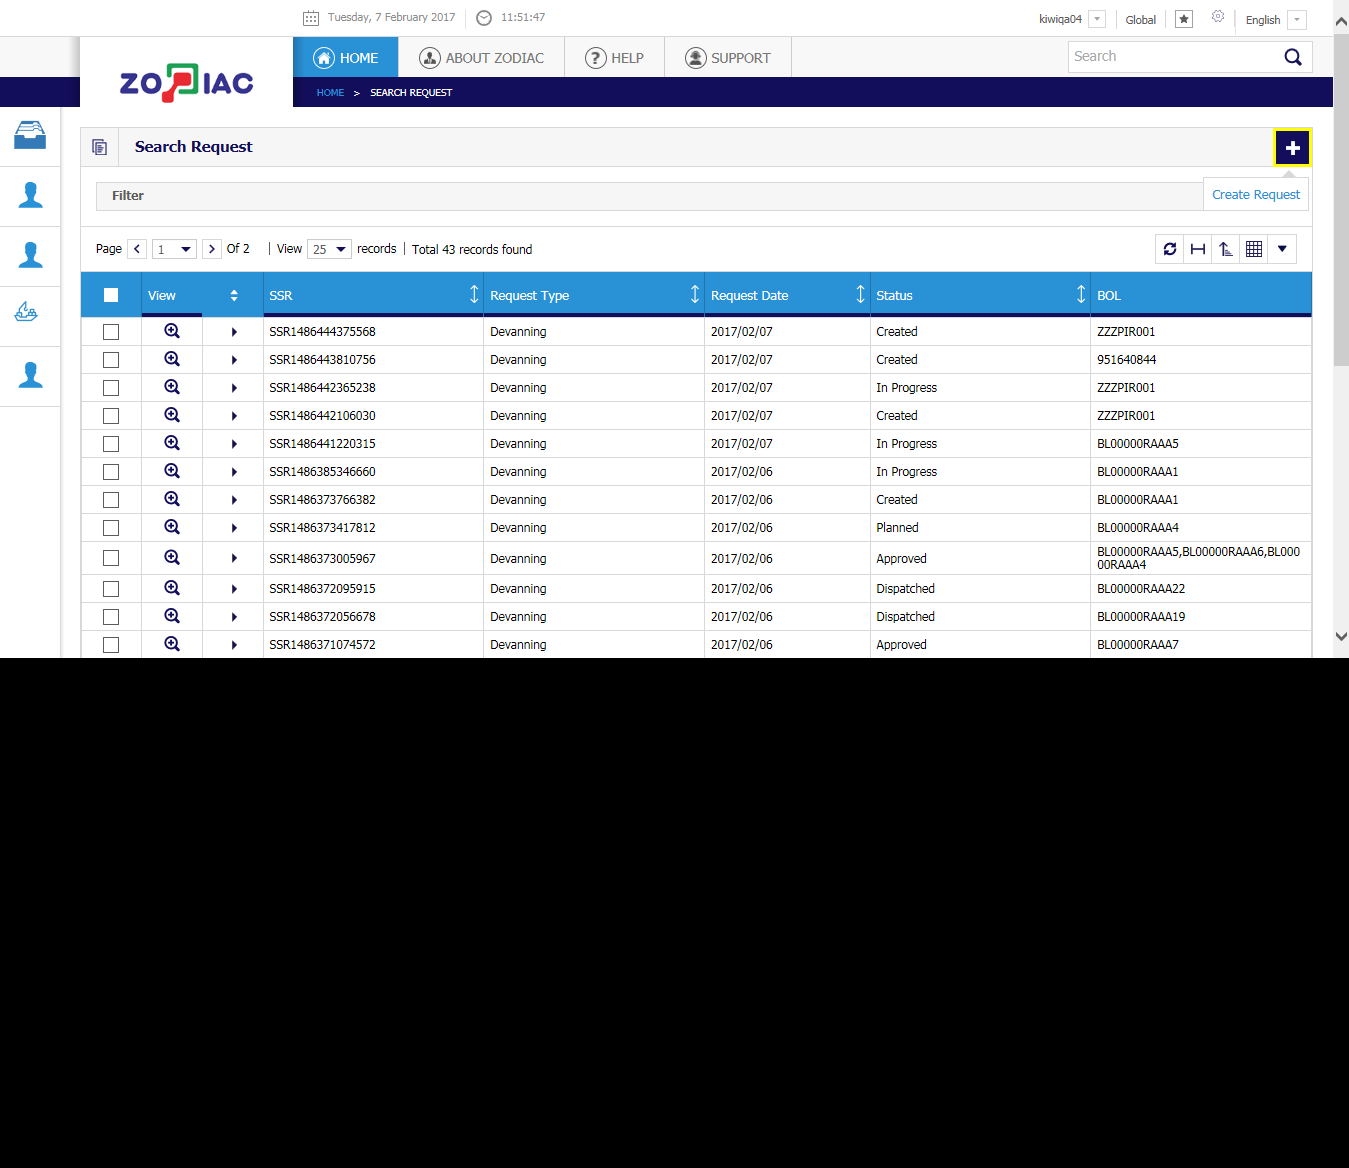 Tuesday, 7 February 2017 11:51:47 kiwiqa04 Global English
ZODIAC HOME ABOUT ZODIAC HELP SUPPORT Search
HOME > SEARCH REQUEST
Search Request
Filter Create Request
Page 1 Of 2 | View 25 records | Total 43 records found
View SSR Request Type Request Date Status BOL
SSR1486444375568 Devanning 2017/02/07 Created ZZZPIR001
SSR1486443810756 Devanning 2017/02/07 Created 951640844
SSR1486442365238 Devanning 2017/02/07 In Progress ZZZPIR001
SSR1486442106030 Devanning 2017/02/07 Created ZZZPIR001
SSR1486441220315 Devanning 2017/02/07 In Progress BL00000RAAA5
SSR1486385346660 Devanning 2017/02/06 In Progress BL00000RAAA1
SSR1486373766382 Devanning 2017/02/06 Created BL00000RAAA1
SSR1486373417812 Devanning 2017/02/06 Planned BL00000RAAA4
SSR1486373005967 Devanning 2017/02/06 Approved BL00000RAAA5,BL00000RAAA6,BL000
00RAAA4
SSR1486372095915 Devanning 2017/02/06 Dispatched BL00000RAAA22
SSR1486372056678 Devanning 2017/02/06 Dispatched BL00000RAAA19
SSR1486371074572 Devanning 2017/02/06 Approved BL00000RAAA7